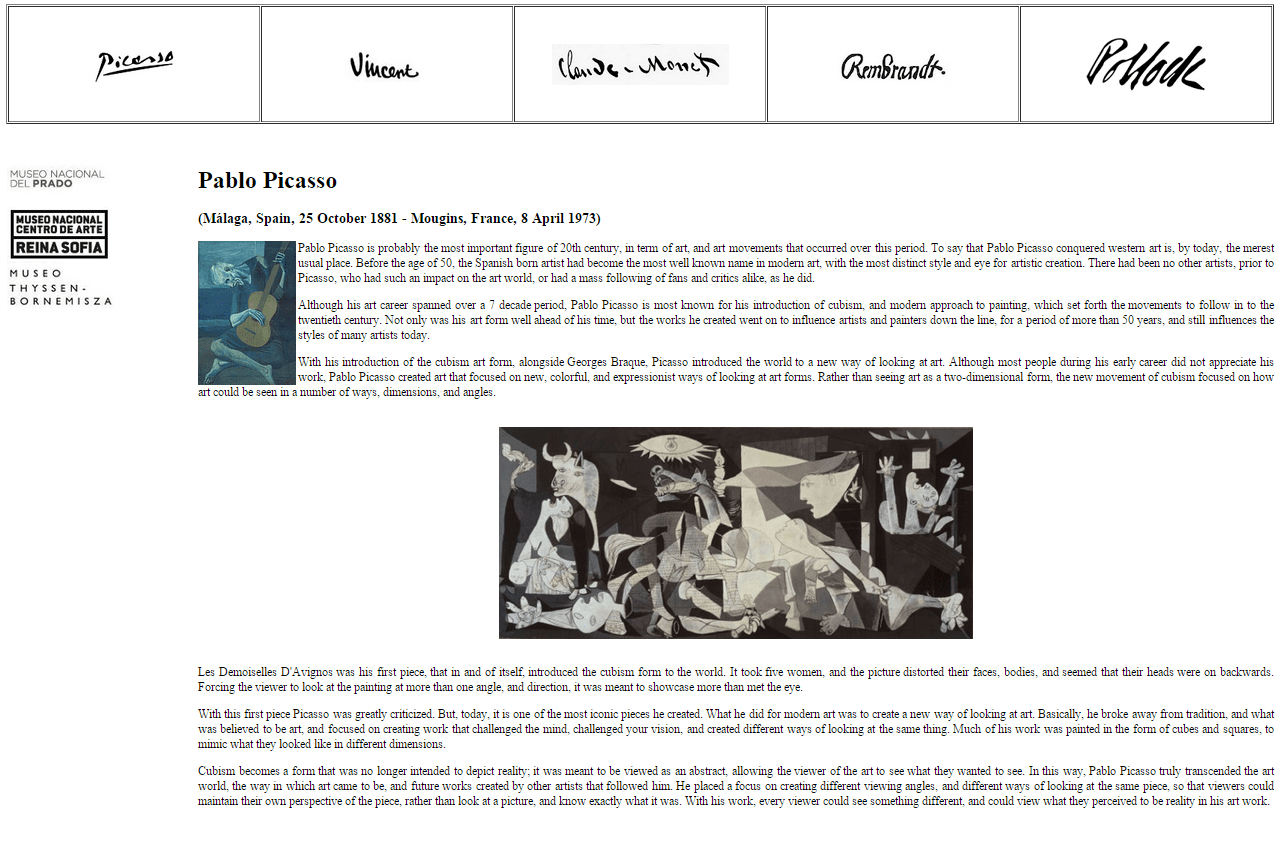 Picasso
Vincent
Claude - Monet
Rembrandt.
Pollock
MUSEO NACIONAL
DEL PRADO
MUSEO NACIONAL
CENTRO DE ARTE
REINA SOFIA
MUSEO
THYSSEN-
BORNEMISZA
Pablo Picasso
(Málaga, Spain, 25 October 1881 - Mougins, France, 8 April 1973)
Pablo Picasso is probably the most important figure of 20th century, in term of art, and art movements that occurred over this period. To say that Pablo Picasso conquered western art is, by today, the merest
usual place. Before the age of 50, the Spanish born artist had become the most well known name in modern art, with the most distinct style and eye for artistic creation. There had been no other artists, prior to
Picasso, who had such an impact on the art world, or had a mass following of fans and critics alike, as he did.
Although his art career spanned over a 7 decade period, Pablo Picasso is most known for his introduction of cubism, and modern approach to painting, which set forth the movements to follow in to the
twentieth century. Not only was his art form well ahead of his time, but the works he created went on to influence artists and painters down the line, for a period of more than 50 years, and still influences the
styles of many artists today.
With his introduction of the cubism art form, alongside Georges Braque, Picasso introduced the world to a new way of looking at art. Although most people during his early career did not appreciate his
work, Pablo Picasso created art that focused on new, colorful, and expressionist ways of looking at art forms. Rather than seeing art as a two-dimensional form, the new movement of cubism focused on how
art could be seen in a number of ways, dimensions, and angles.
Les Demoiselles D'Avignos was his first piece, that in and of itself, introduced the cubism form to the world. It took five women, and the picture distorted their faces, bodies, and seemed that their heads were on backwards.
Forcing the viewer to look at the painting at more than one angle, and direction, it was meant to showcase more than met the eye.
With this first piece Picasso was greatly criticized. But, today, it is one of the most iconic pieces he created. What he did for modern art was to create a new way of looking at art. Basically, he broke away from tradition, and what
was believed to be art, and focused on creating work that challenged the mind, challenged your vision, and created different ways of looking at the same thing. Much of his work was painted in the form of cubes and squares, to
mimic what they looked like in different dimensions.
Cubism becomes a form that was no longer intended to depict reality; it was meant to be viewed as an abstract, allowing the viewer of the art to see what they wanted to see. In this way, Pablo Picasso truly transcended the art
world, the way in which art came to be, and future works created by other artists that followed him. He placed a focus on creating different viewing angles, and different ways of looking at the same piece, so that viewers could
maintain their own perspective of the piece, rather than look at a picture, and know exactly what it was. With his work, every viewer could see something different, and could view what they perceived to be reality in his art work.